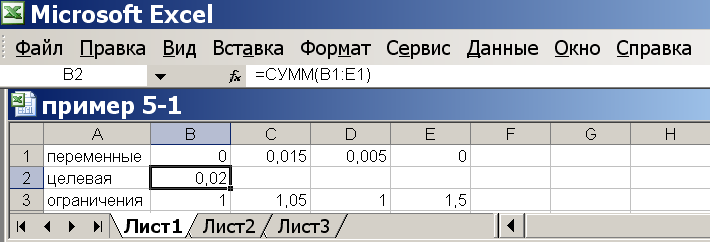 Microsoft Excel
Файл Правка Вид Вставка Формат Сервис Данные Окно Справка
B2 fx =СУММ(B1:E1)
пример 5-1
A B C D E F G H
1 переменные 0 0,015 0,005 0
2 целевая 0,02
3 ограничения 1 1,05 1 1,5
Лист1 Лист2 Лист3